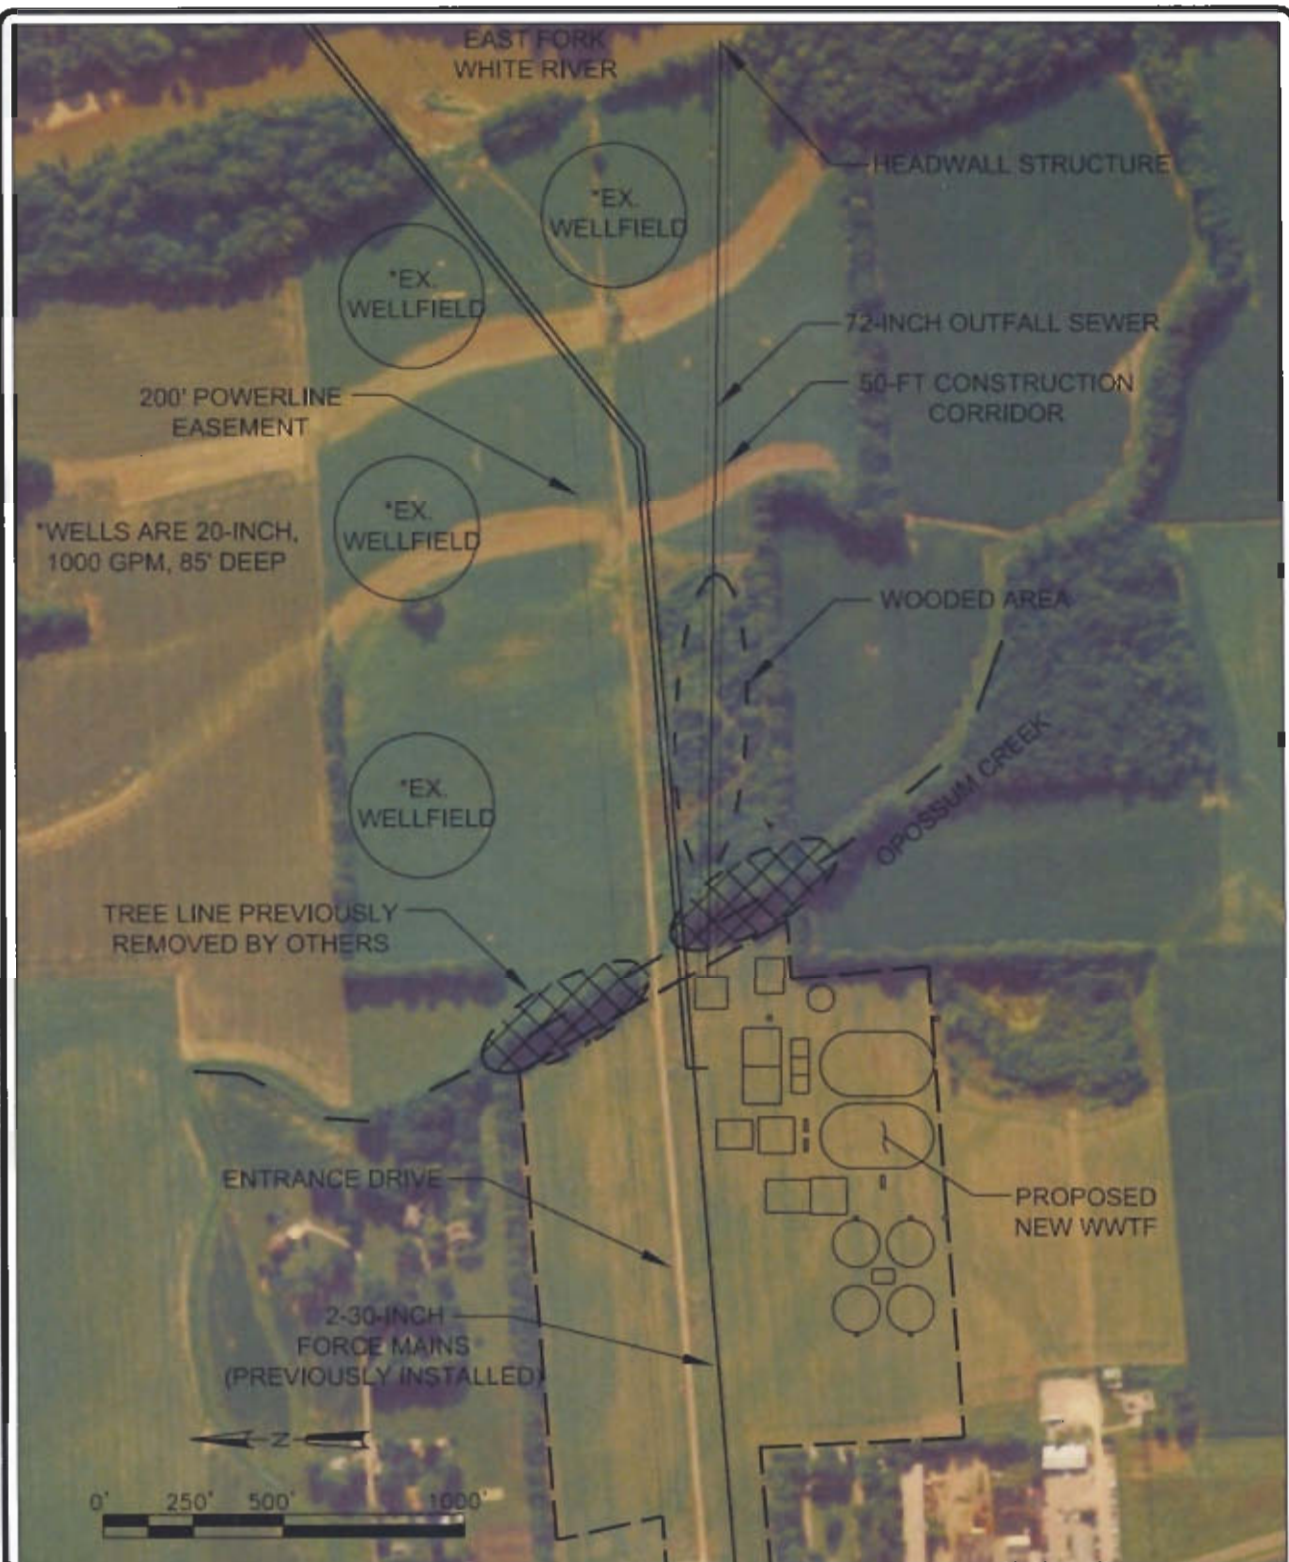 EAST FORK
WHITE RIVER
HEADWALL STRUCTURE
*EX.
WELLFIELD
*EX.
WELLFIELD
72-INCH OUTFALL SEWER
200' POWERLINE
EASEMENT
50-FT CONSTRUCTION
CORRIDOR
*EX.
WELLFIELD
*WELLS ARE 20-INCH,
1000 GPM, 85' DEEP
WOODED AREA
OPOSSUM CREEK
*EX.
WELLFIELD
TREE LINE PREVIOUSLY
REMOVED BY OTHERS
ENTRANCE DRIVE
PROPOSED
NEW WWTF
2-30-INCH
FORCE MAINS
(PREVIOUSLY INSTALLED)
N
0' 250' 500' 1000'